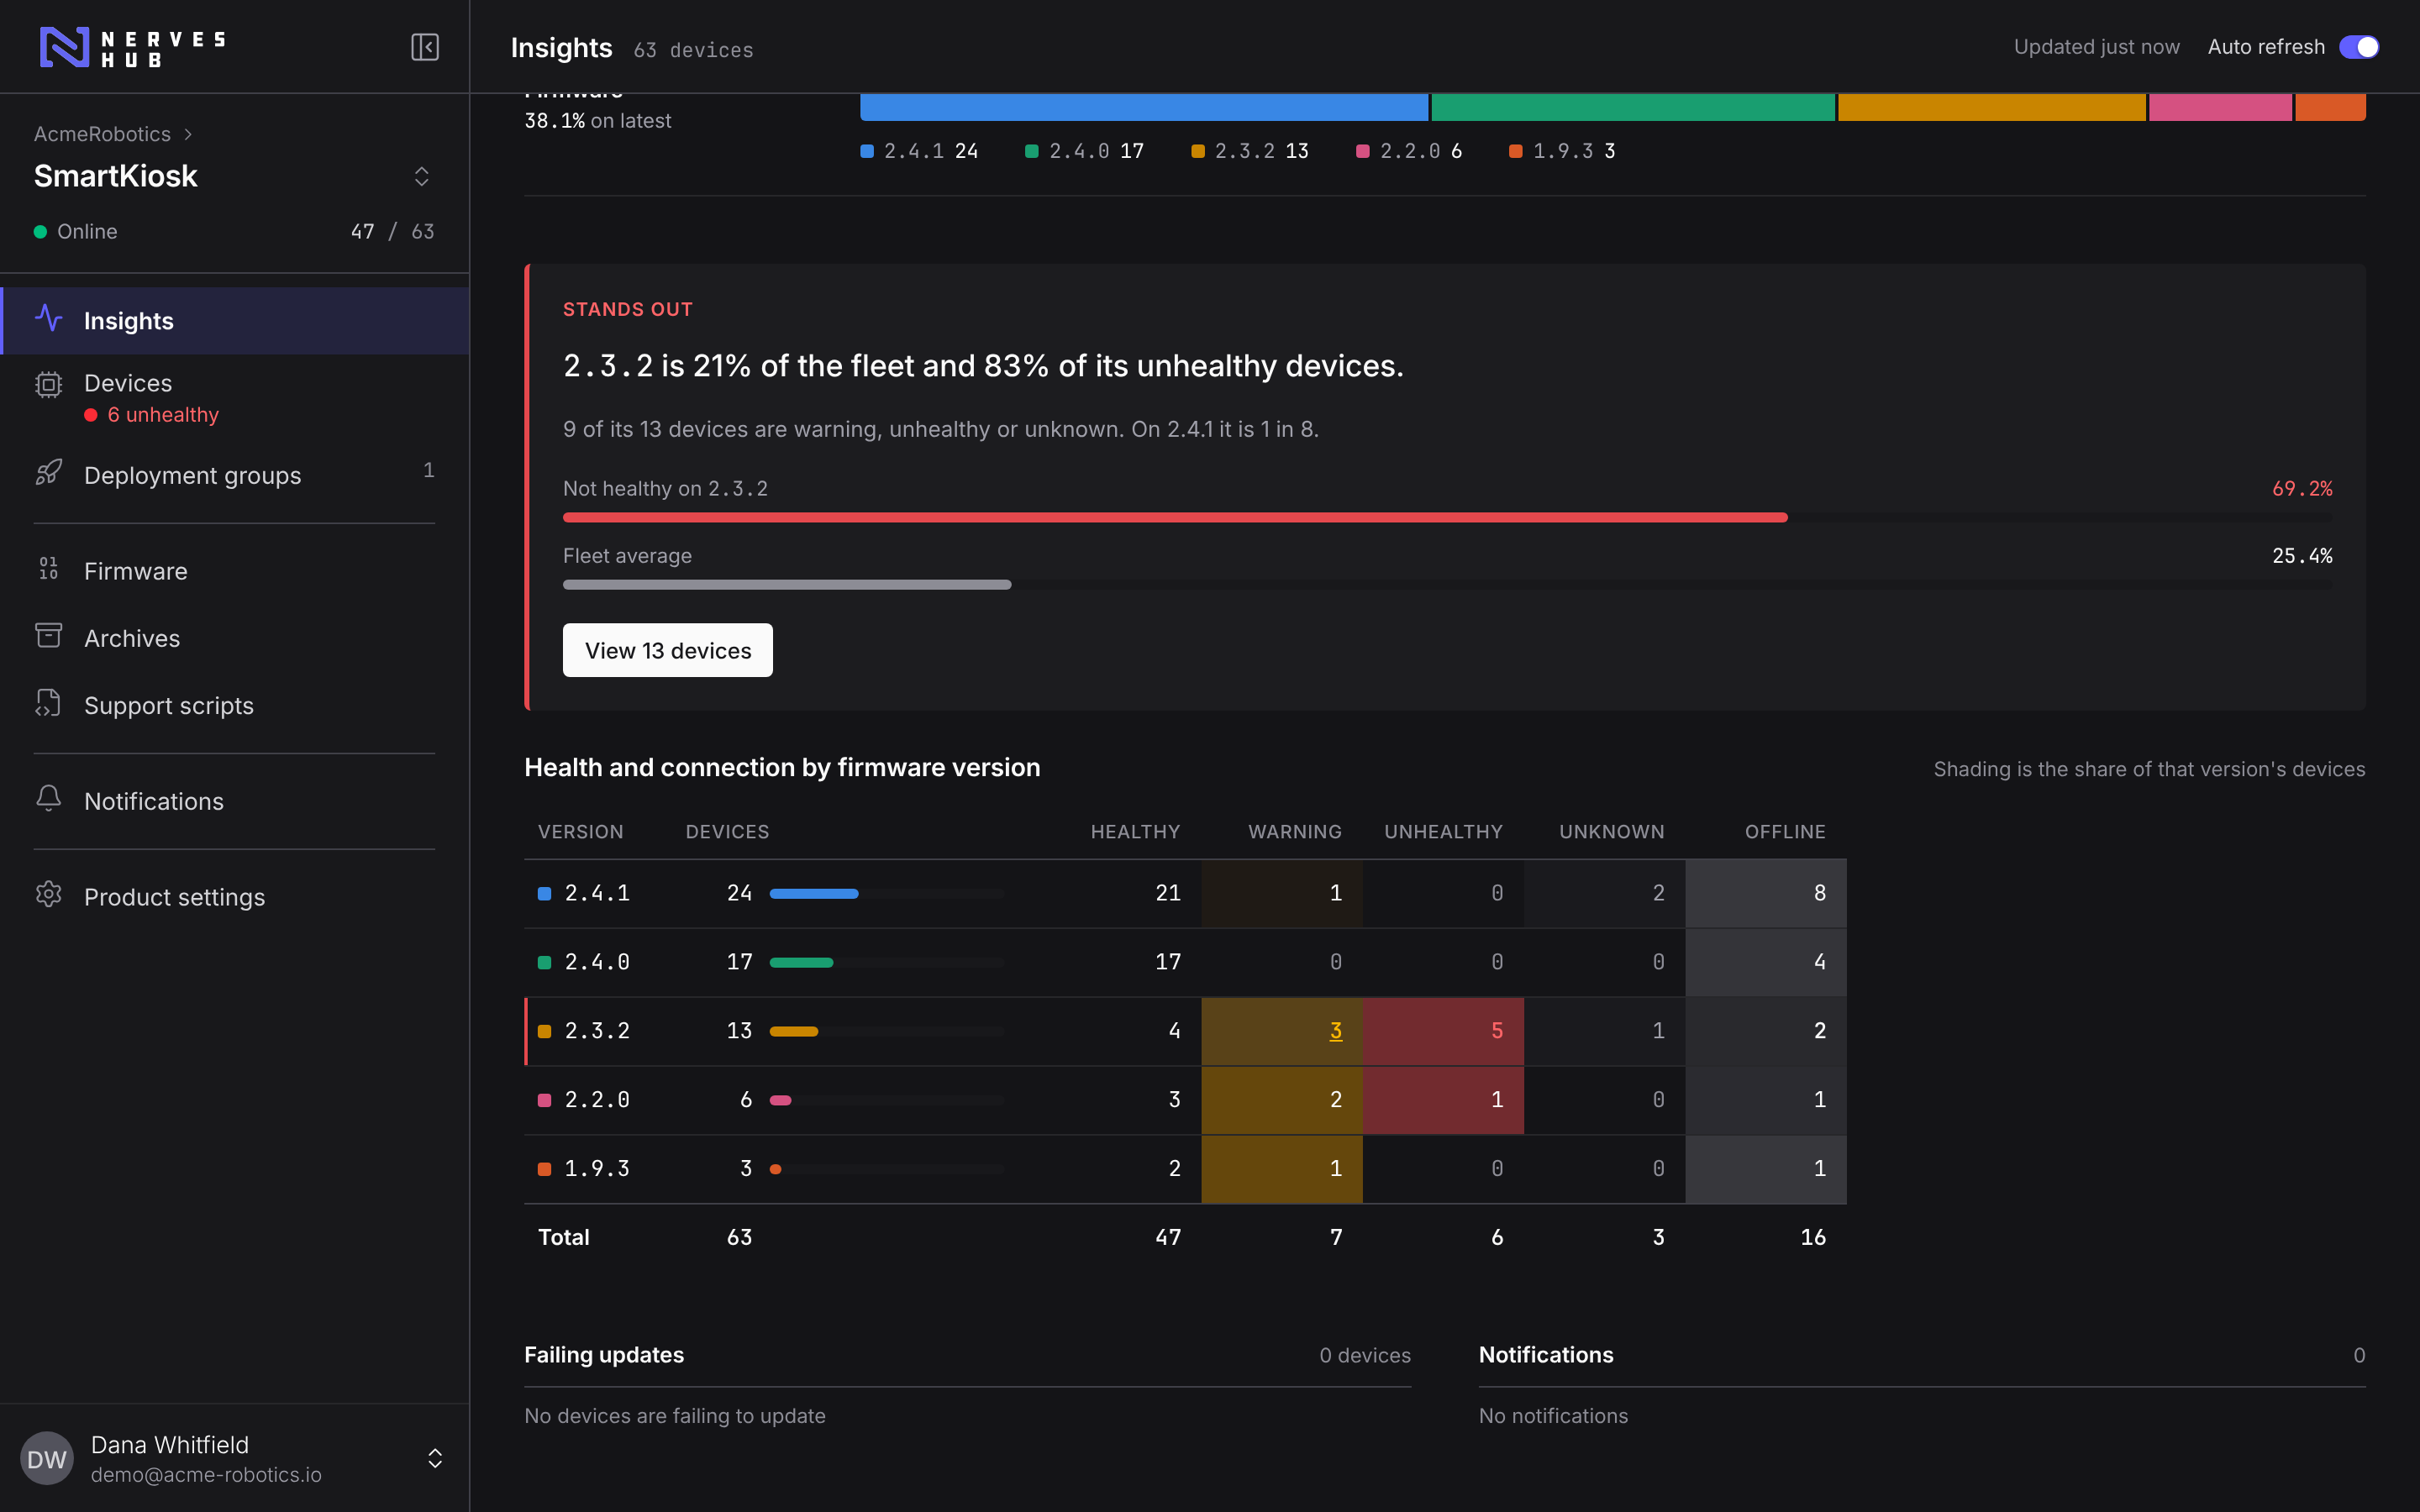 NERVES
HUB
AcmeRobotics
SmartKiosk
Online 47 / 63
Insights
Devices
6 unhealthy
Deployment groups 1
Firmware
Archives
Support scripts
Notifications
Product settings
DW
Dana Whitfield
demo@acme-robotics.io
Insights 63 devices
Updated just now Auto refresh
Firmware
38.1% on latest
2.4.1 24 2.4.0 17 2.3.2 13 2.2.0 6 1.9.3 3
STANDS OUT
2.3.2 is 21% of the fleet and 83% of its unhealthy devices.
9 of its 13 devices are warning, unhealthy or unknown. On 2.4.1 it is 1 in 8.
Not healthy on 2.3.2 69.2%
Fleet average 25.4%
View 13 devices
Health and connection by firmware version Shading is the share of that version's devices
VERSION DEVICES HEALTHY WARNING UNHEALTHY UNKNOWN OFFLINE
2.4.1 24 21 1 0 2 8
2.4.0 17 17 0 0 0 4
2.3.2 13 4 3 5 1 2
2.2.0 6 3 2 1 0 1
1.9.3 3 2 1 0 0 1
Total 63 47 7 6 3 16
Failing updates 0 devices
No devices are failing to update
Notifications 0
No notifications